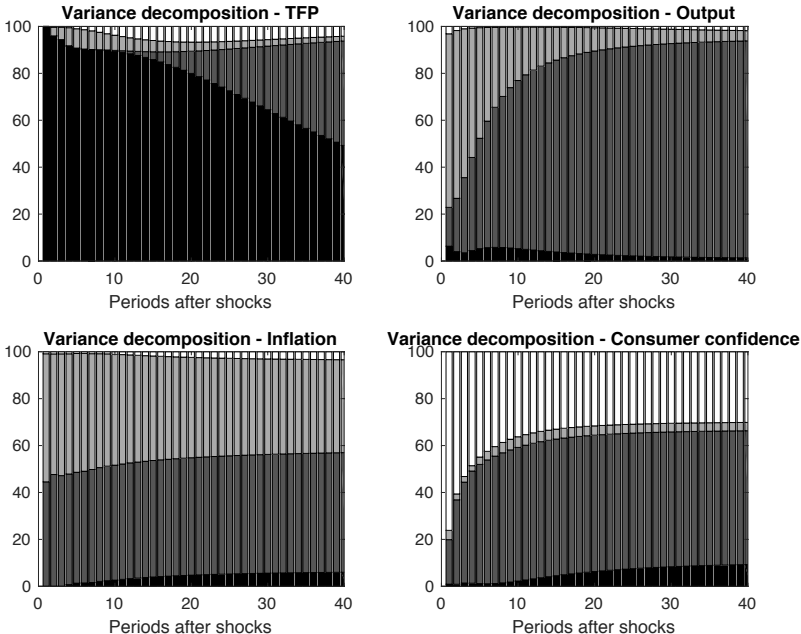 Variance decomposition - TFP
100
80
60
40
20
0
0 10 20 30 40
Periods after shocks
Variance decomposition - Output
100
80
60
40
20
0
0 10 20 30 40
Periods after shocks
Variance decomposition - Inflation
100
80
60
40
20
0
0 10 20 30 40
Periods after shocks
Variance decomposition - Consumer confidence
100
80
60
40
20
0
0 10 20 30 40
Periods after shocks